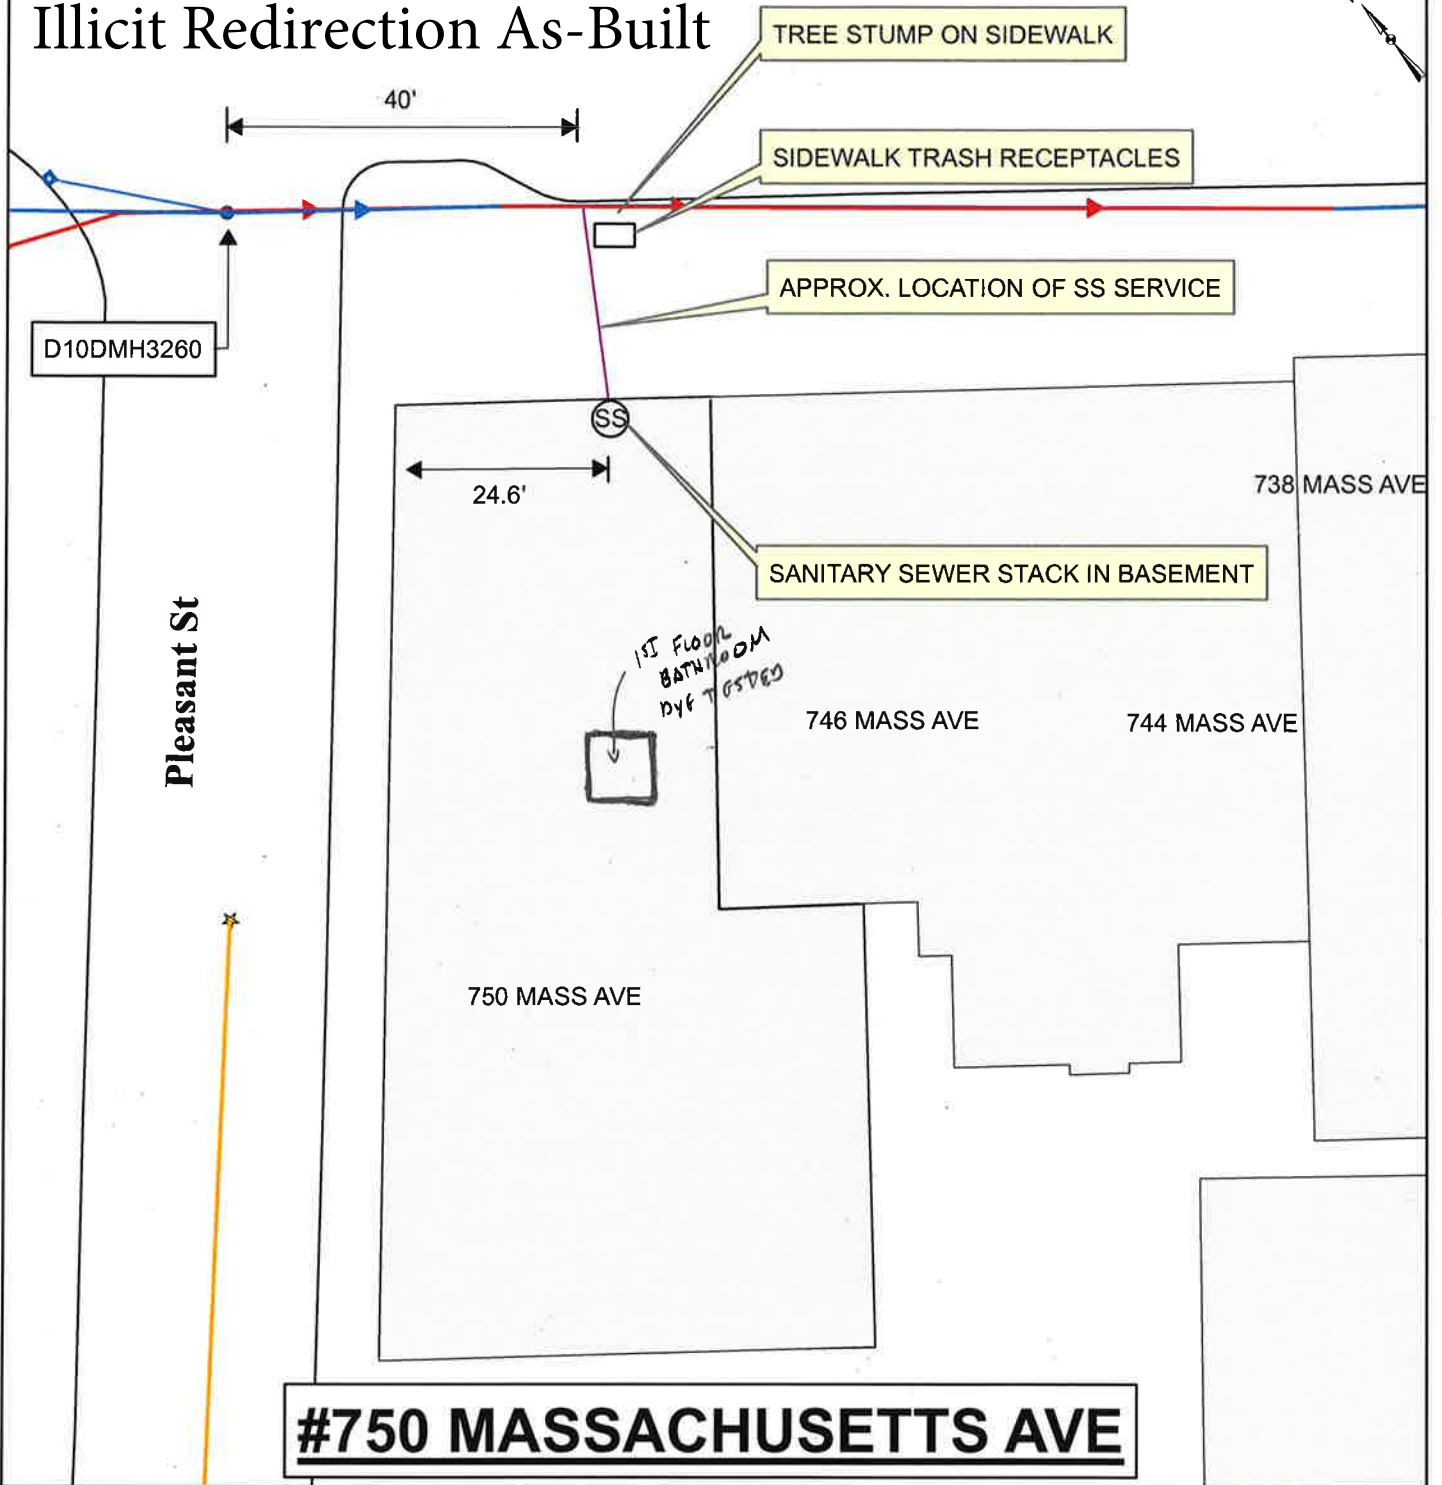 Illicit Redirection As-Built
TREE STUMP ON SIDEWALK
40'
SIDEWALK TRASH RECEPTACLES
APPROX. LOCATION OF SS SERVICE
D10DMH3260
SS
24.6'
738 MASS AVE
SANITARY SEWER STACK IN BASEMENT
Pleasant St
1ST FLOOR
BATHROOM
DYE TESTED
746 MASS AVE
744 MASS AVE
750 MASS AVE
#750 MASSACHUSETTS AVE